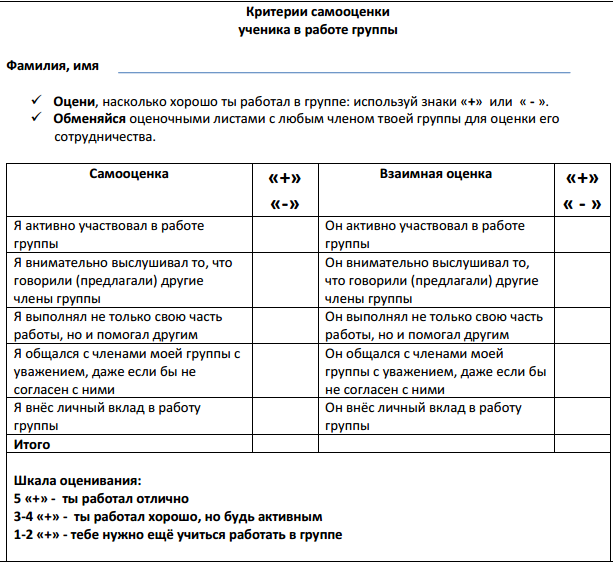 Критерии самооценки
ученика в работе группы
Фамилия, имя
✓ Оцени, насколько хорошо ты работал в группе: используй знаки «+» или « - ».
✓ Обменяйся оценочными листами с любым членом твоей группы для оценки его
сотрудничества.
Самооценка
«+»
«-»
Взаимная оценка
«+»
« - »
Я активно участвовал в работе
группы
Он активно участвовал в работе
группы
Я внимательно выслушивал то, что
говорили (предлагали) другие
члены группы
Он внимательно выслушивал то,
что говорили (предлагали) другие
члены группы
Я выполнял не только свою часть
работы, но и помогал другим
Он выполнял не только свою часть
работы, но и помогал другим
Я общался с членами моей группы с
уважением, даже если бы не
согласен с ними
Он общался с членами моей
группы с уважением, даже если бы
не согласен с ними
Я внёс личный вклад в работу
группы
Он внёс личный вклад в работу
группы
Итого
Шкала оценивания:
5 «+» - ты работал отлично
3-4 «+» - ты работал хорошо, но будь активным
1-2 «+» - тебе нужно ещё учиться работать в группе